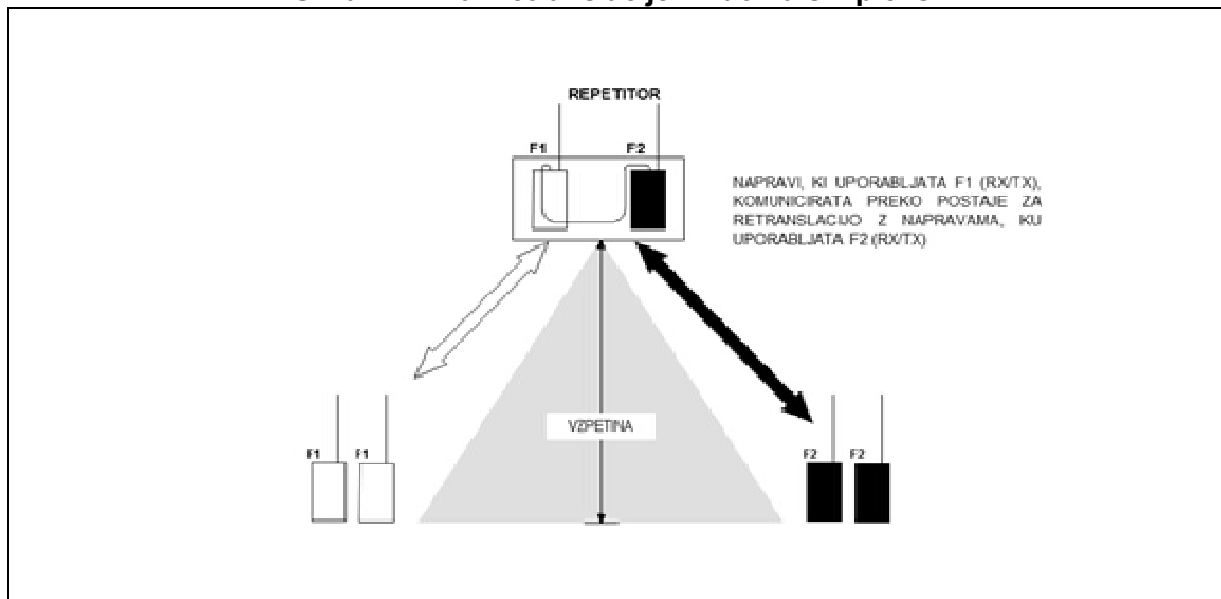 REPETITOR
F1 F2
NAPRAVI, KI UPORABLJATA F1 (RX/TX),
KOMUNICIRATA PREKO POSTAJE ZA
RETRANSLACIJO Z NAPRAVAMA, IKU
UPORABLJATA F2 (RX/TX)
VZPETINA
F1 F1 F2 F2